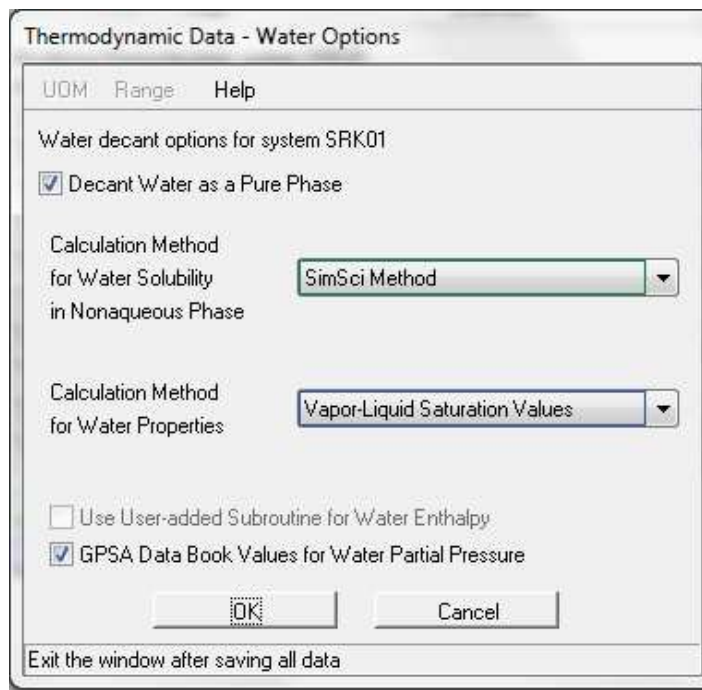 Thermodynamic Data - Water Options
UOM Range Help
Water decant options for system SRK01
Decant Water as a Pure Phase
Calculation Method
for Water Solubility
in Nonaqueous Phase
SimSci Method
Calculation Method
for Water Properties
Vapor-Liquid Saturation Values
Use User-added Subroutine for Water Enthalpy
GPSA Data Book Values for Water Partial Pressure
OK Cancel
Exit the window after saving all data